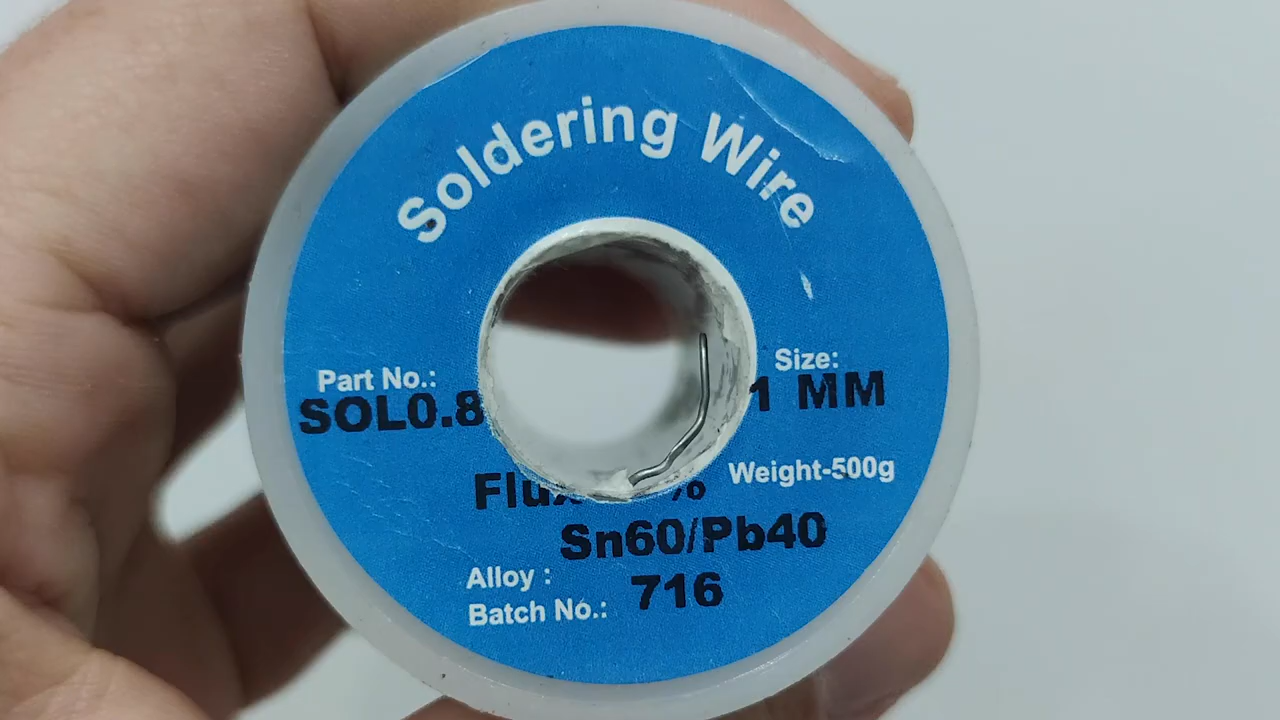 Soldering Wire
Part No.:
SOL0.8
Size:
1 MM
Weight-500g
%
Sn60/Pb40
Alloy :
716
Batch No.: